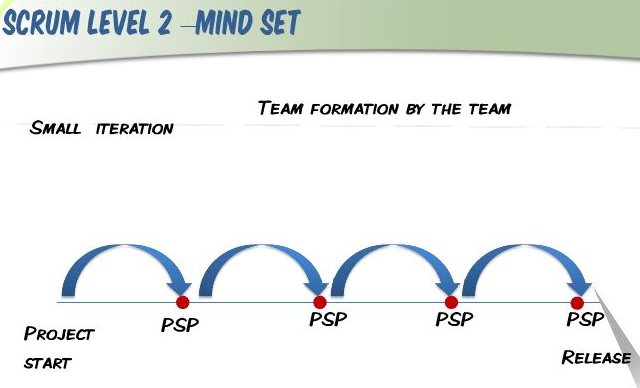 SCRUM LEVEL 2 – MIND SET
TEAM FORMATION BY THE TEAM
SMALL ITERATION
PSP PSP PSP PSP
PROJECT
START
RELEASE